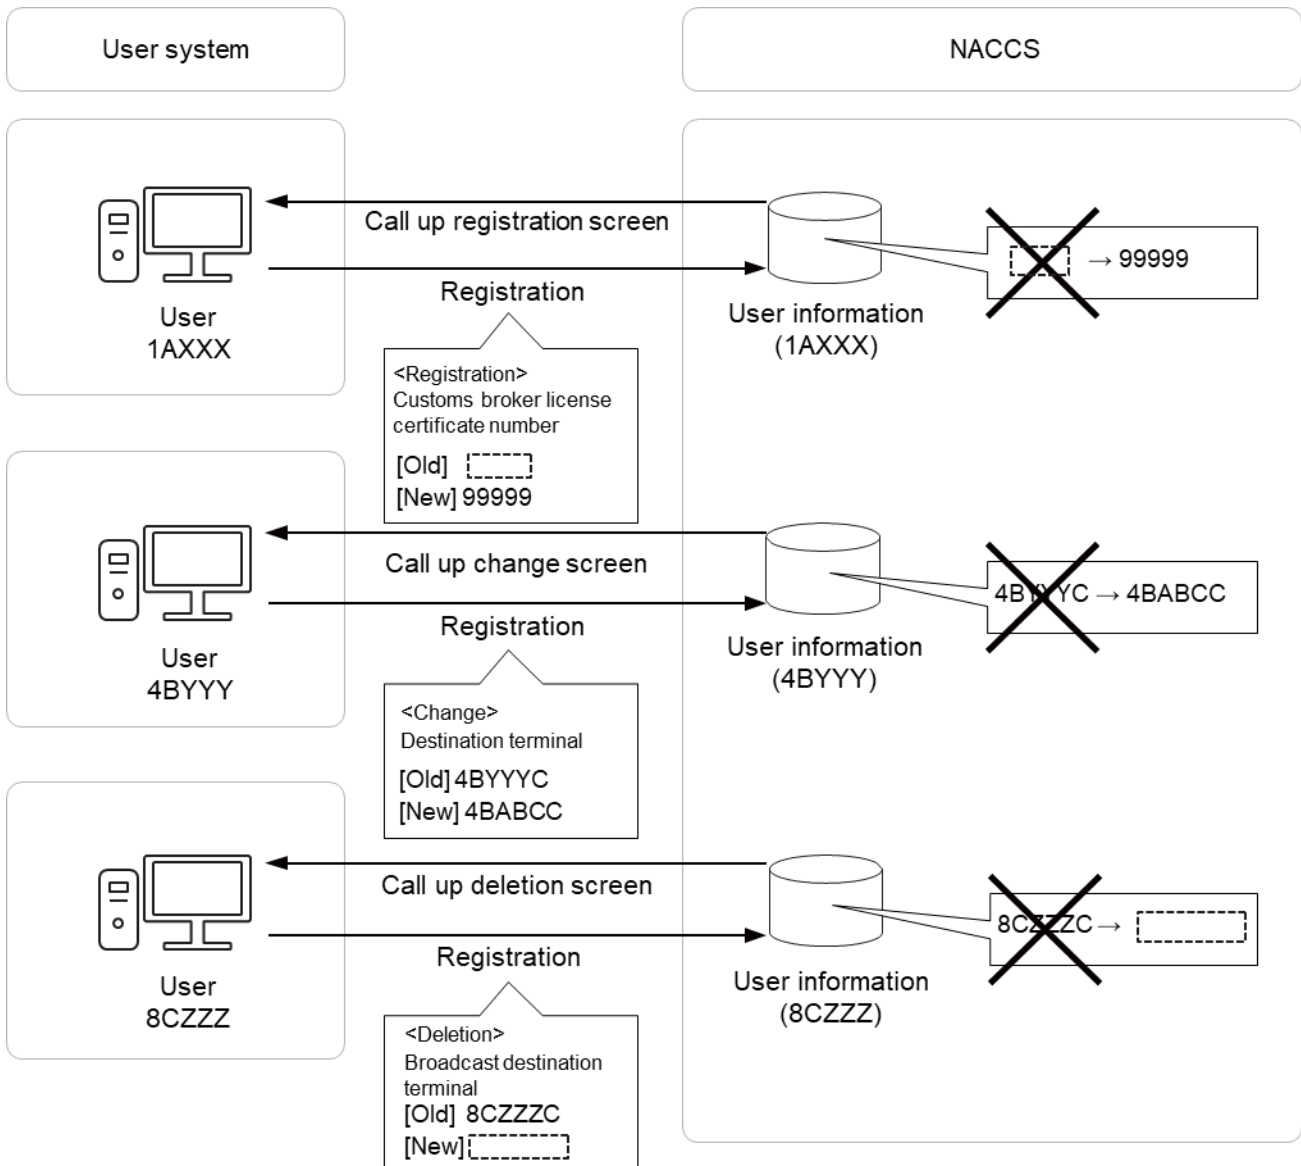 User system
NACCS
Call up registration screen
Registration
User
1AXXX
User information
(1AXXX)
→ 99999
<Registration>
Customs broker license
certificate number
[Old]
[New] 99999
Call up change screen
Registration
User
4BYYY
User information
(4BYYY)
4BYYYC → 4BABCC
<Change>
Destination terminal
[Old] 4BYYYC
[New] 4BABCC
Call up deletion screen
Registration
User
8CZZZ
User information
(8CZZZ)
8CZZZC →
<Deletion>
Broadcast destination
terminal
[Old] 8CZZZC
[New]